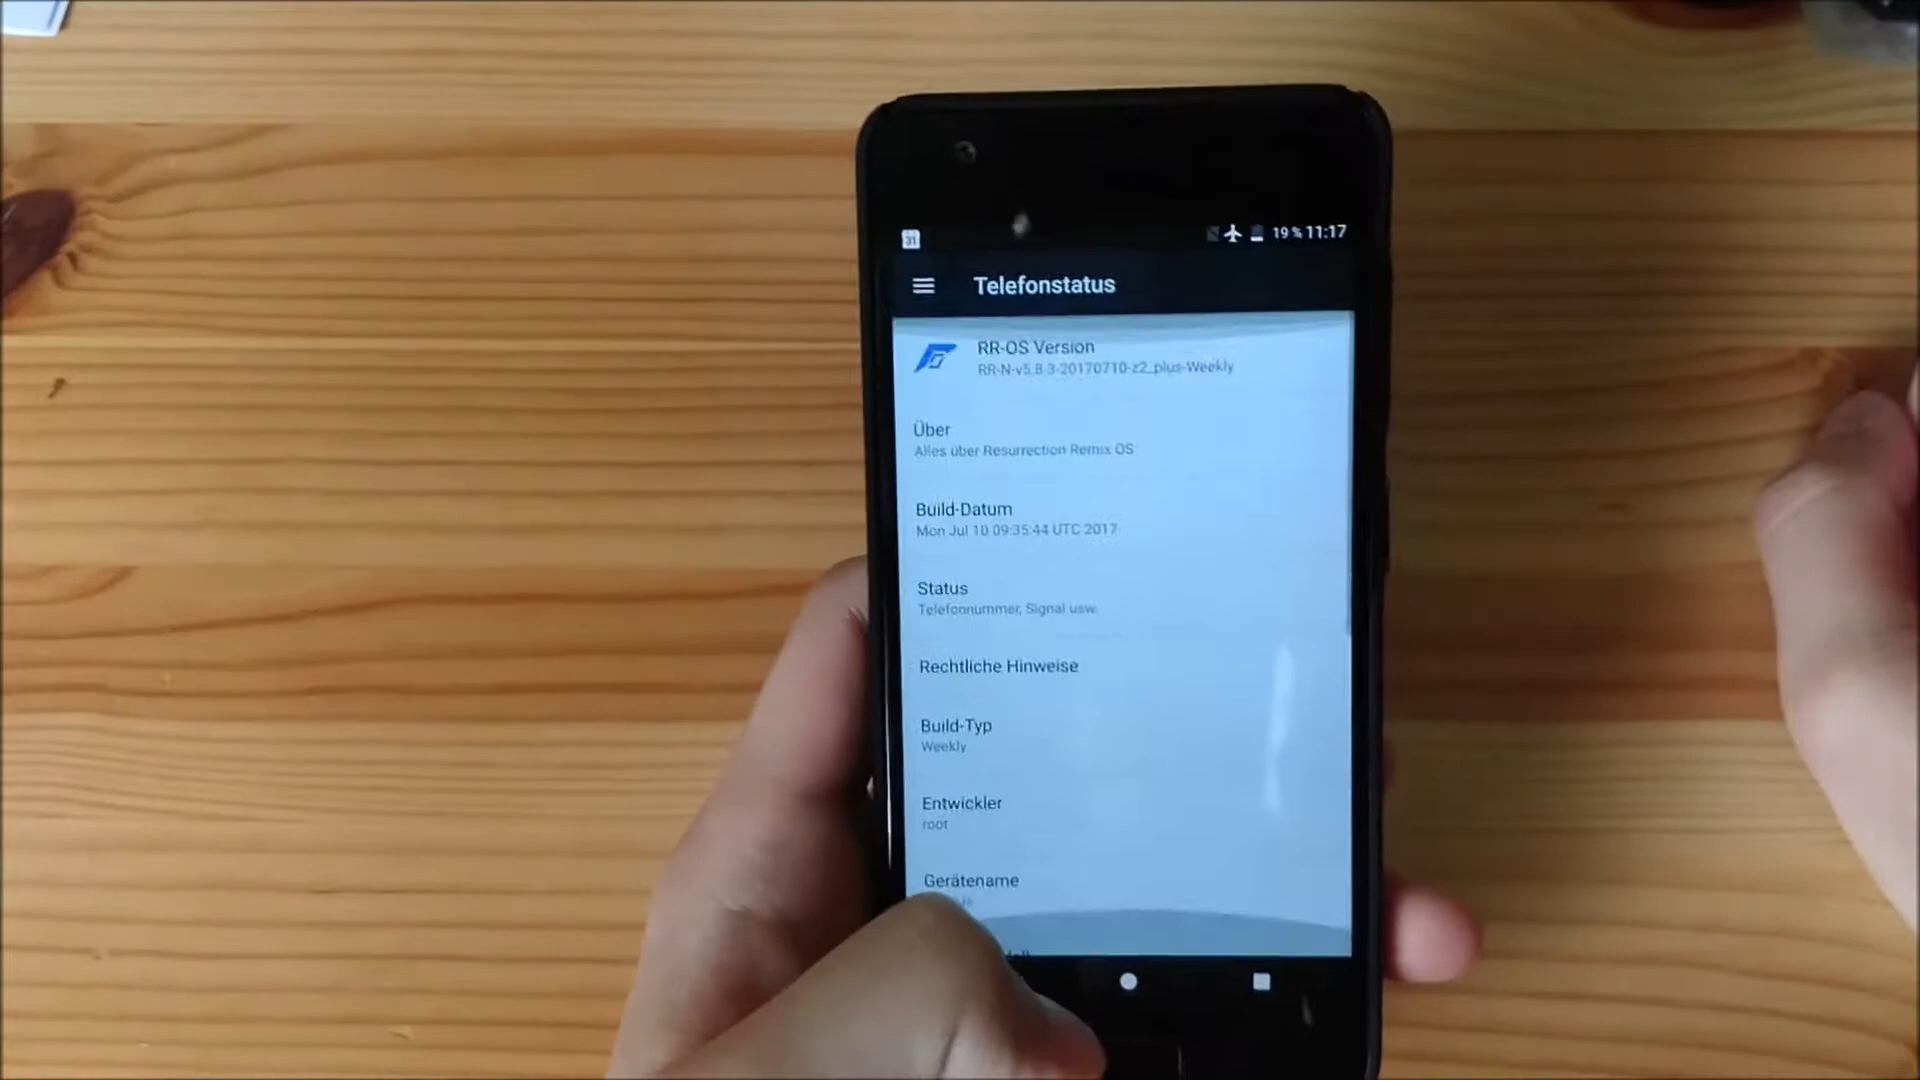 31
19 % 11:17
Telefonstatus
RR-OS Version
RR-N-v5.8.3-20170710-z2_plus-Weekly
Über
Alles über Resurrection Remix OS
Build-Datum
Mon Jul 10 09:35:44 UTC 2017
Status
Telefonnummer, Signal usw.
Rechtliche Hinweise
Build-Typ
Weekly
Entwickler
root
Gerätename